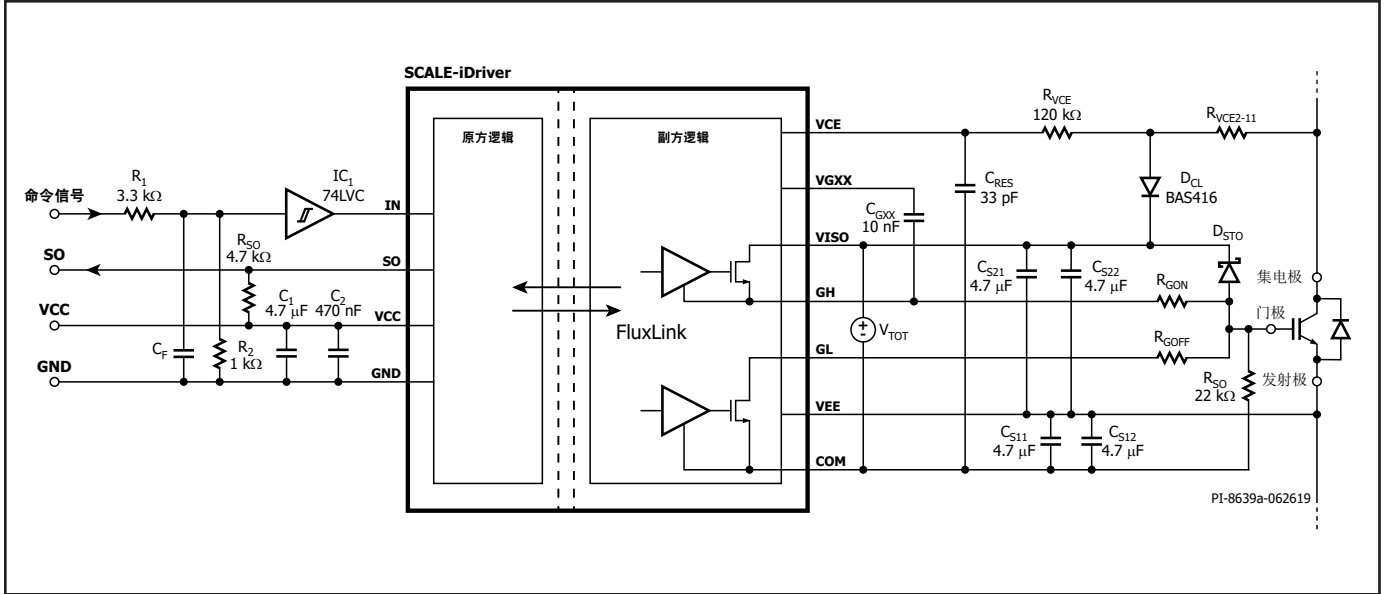 SCALE-iDriver
原方逻辑
副方逻辑
命令信号
R1
3.3 kΩ
IC1
74LVC
IN
SO
RSO
4.7 kΩ
SO
VCC
C1
4.7 μF
C2
470 nF
VCC
CF
R2
1 kΩ
GND
GND
FluxLink
VCE
RVCE
120 kΩ
RVCE2-11
VGXX
CRES
33 pF
DCL
BAS416
CGXX
10 nF
VISO
DSTO
CS21
4.7 μF
CS22
4.7 μF
RGON
集电极
GH
VTOT
门极
GL
RGOFF
RSO
22 kΩ
发射极
VEE
CS11
4.7 μF
CS12
4.7 μF
COM
PI-8639a-062619